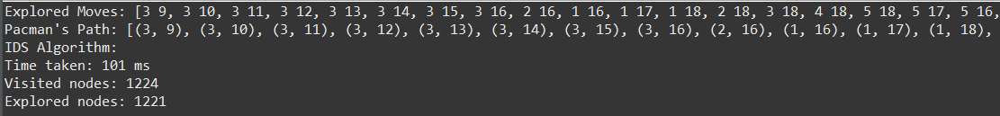 Explored Moves: [3 9, 3 10, 3 11, 3 12, 3 13, 3 14, 3 15, 3 16, 2 16, 1 16, 1 17, 1 18, 2 18, 3 18, 4 18, 5 18, 5 17, 5 16,
Pacman's Path: [(3, 9), (3, 10), (3, 11), (3, 12), (3, 13), (3, 14), (3, 15), (3, 16), (2, 16), (1, 16), (1, 17), (1, 18),
IDS Algorithm:
Time taken: 101 ms
Visited nodes: 1224
Explored nodes: 1221